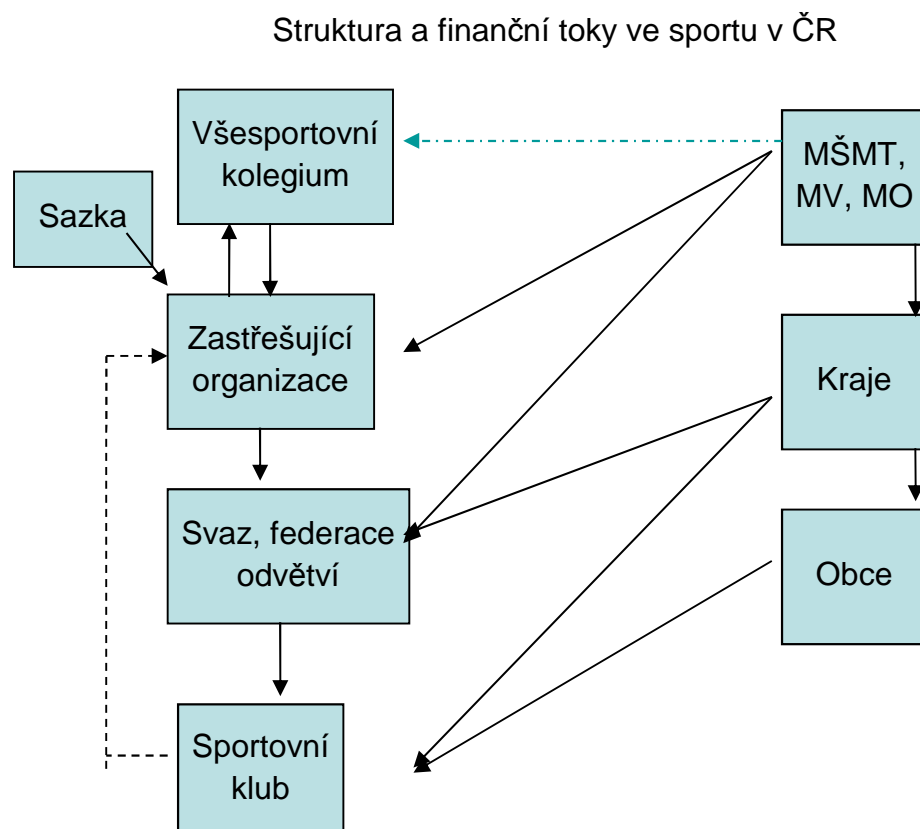 Struktura a finanční toky ve sportu v ČR
Všesportovní
kolegium
MŠMT,
MV, MO
Sazka
Zastřešující
organizace
Kraje
Svaz, federace
odvětví
Obce
Sportovní
klub